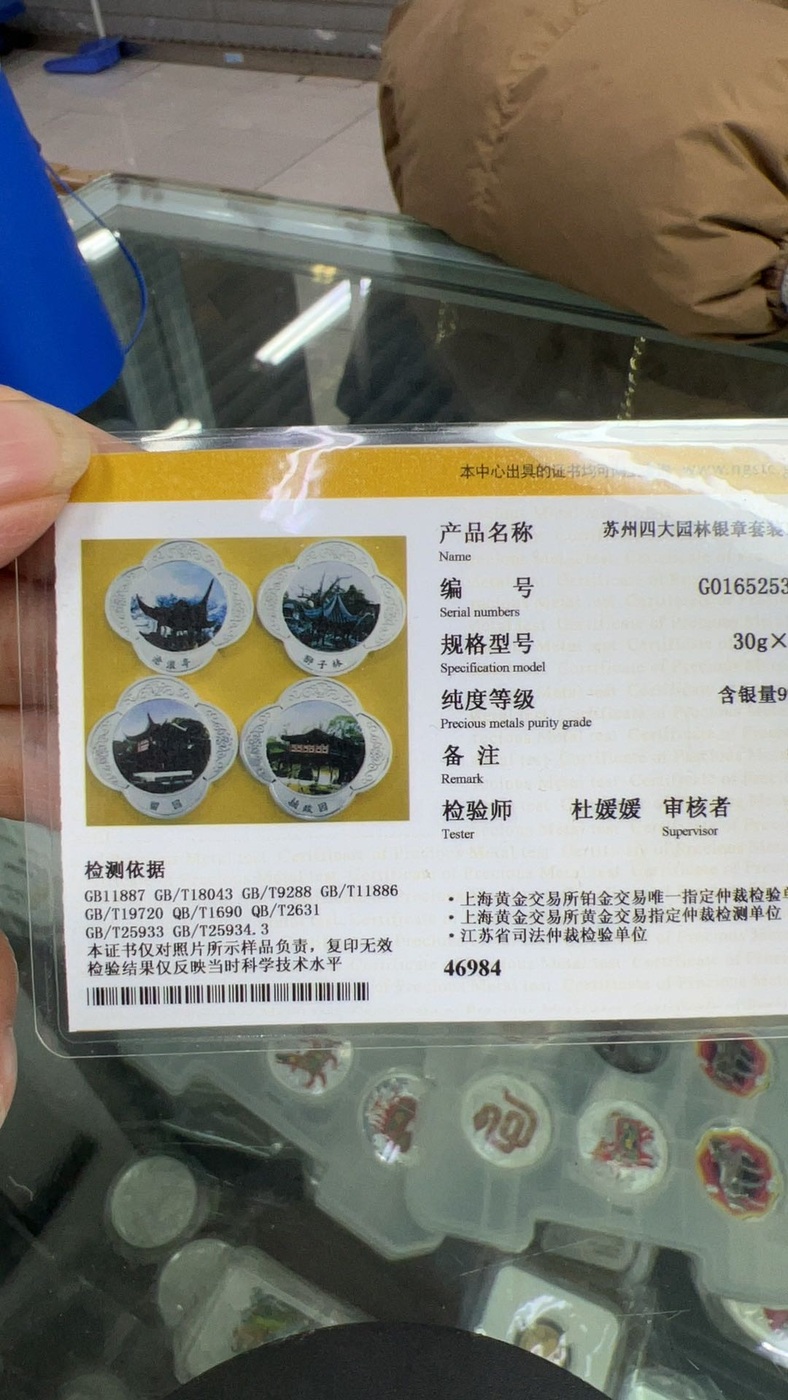 本中心出具的证书均可
产品名称 苏州四大园林银章套装
Name
编 号 G0165253
Serial numbers
规格型号 30g×
Specification model
纯度等级 含银量9
Precious metals purity grade
备 注
Remark
检验师 杜媛媛 审核者
Tester Supervisor
沧浪亭
狮子林
留园
拙政园
检测依据
GB11887 GB/T18043 GB/T9288 GB/T11886
GB/T19720 QB/T1690 QB/T2631
GB/T25933 GB/T25934.3
本证书仅对照片所示样品负责，复印无效
检验结果仅反映当时科学技术水平
·上海黄金交易所铂金交易唯一指定仲裁检验单
·上海黄金交易所黄金交易指定仲裁检测单位
·江苏省司法仲裁检验单位
46984